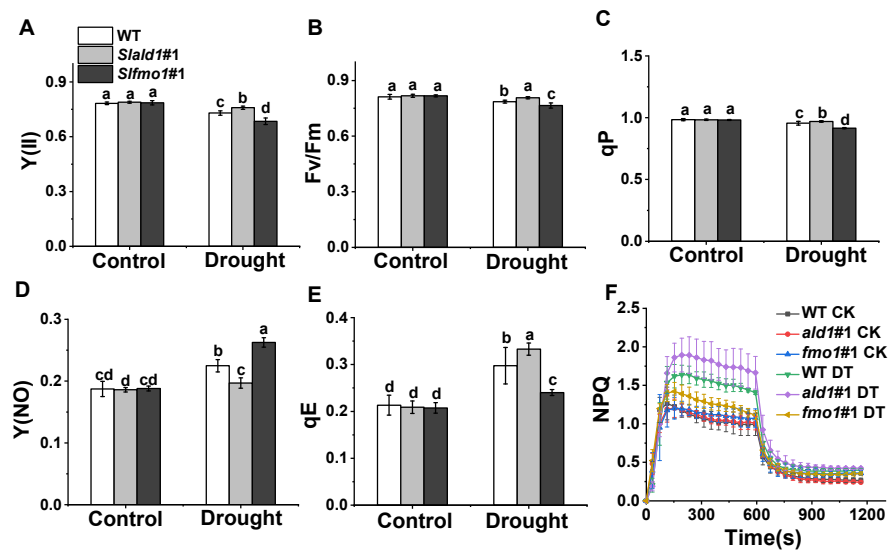 A
WT
Slald1#1
Slfmo1#1
Y(II)
0.9
0.6
0.3
0.0
a a a
c b d
Control Drought
B
Fv/Fm
0.9
0.6
0.3
0.0
a a a
b a c
Control Drought
C
qP
1.5
1.0
0.5
0.0
a a a
c b d
Control Drought
D
Y(NO)
0.3
0.2
0.1
0.0
cd d cd
b c a
Control Drought
E
qE
0.4
0.3
0.2
0.1
0.0
d d d
b a c
Control Drought
F
NPQ
2.5
2.0
1.5
1.0
0.5
0.0
WT CK
ald1#1 CK
fmo1#1 CK
WT DT
ald1#1 DT
fmo1#1 DT
0 300 600 900 1200
Time(s)